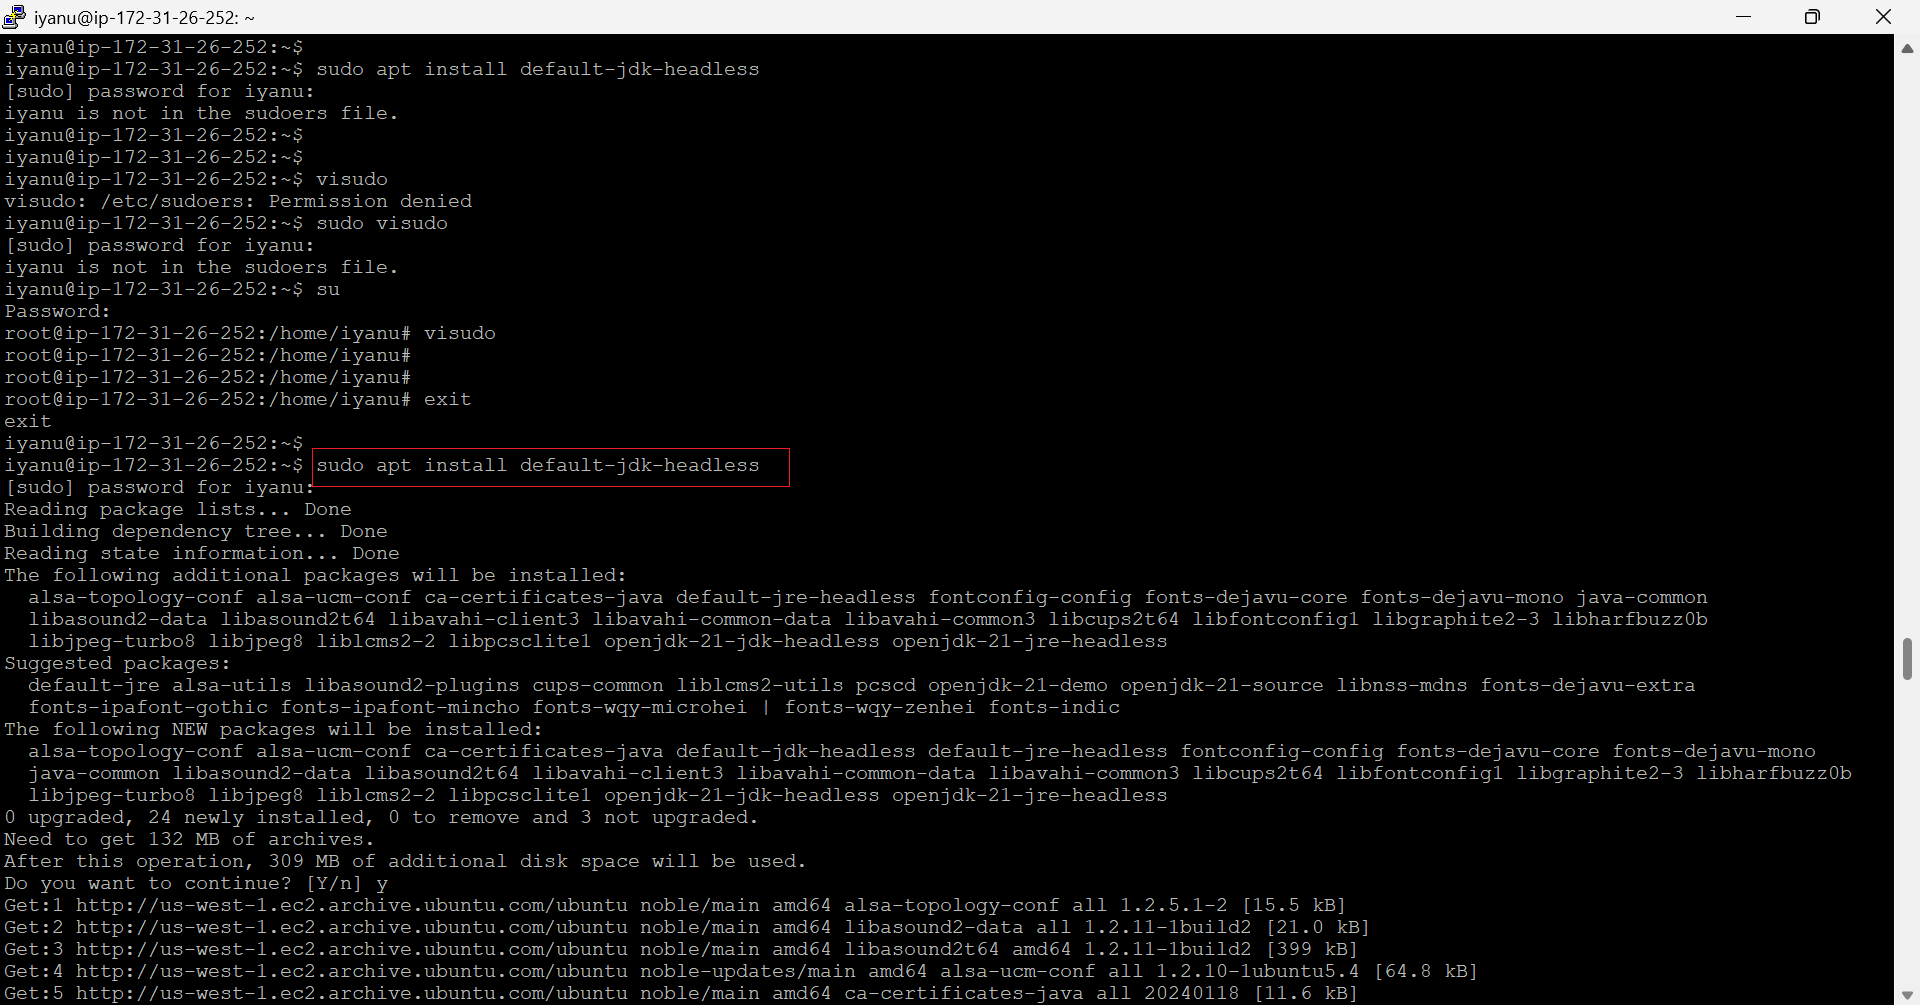 iyanu@ip-172-31-26-252: ~
iyanu@ip-172-31-26-252:~$
iyanu@ip-172-31-26-252:~$ sudo apt install default-jdk-headless
[sudo] password for iyanu:
iyanu is not in the sudoers file.
iyanu@ip-172-31-26-252:~$
iyanu@ip-172-31-26-252:~$
iyanu@ip-172-31-26-252:~$ visudo
visudo: /etc/sudoers: Permission denied
iyanu@ip-172-31-26-252:~$ sudo visudo
[sudo] password for iyanu:
iyanu is not in the sudoers file.
iyanu@ip-172-31-26-252:~$ su
Password:
root@ip-172-31-26-252:/home/iyanu# visudo
root@ip-172-31-26-252:/home/iyanu#
root@ip-172-31-26-252:/home/iyanu#
root@ip-172-31-26-252:/home/iyanu# exit
exit
iyanu@ip-172-31-26-252:~$
iyanu@ip-172-31-26-252:~$ sudo apt install default-jdk-headless
[sudo] password for iyanu:
Reading package lists... Done
Building dependency tree... Done
Reading state information... Done
The following additional packages will be installed:
  alsa-topology-conf alsa-ucm-conf ca-certificates-java default-jre-headless fontconfig-config fonts-dejavu-core fonts-dejavu-mono java-common
  libasound2-data libasound2t64 libavahi-client3 libavahi-common-data libavahi-common3 libcups2t64 libfontconfig1 libgraphite2-3 libharfbuzz0b
  libjpeg-turbo8 libjpeg8 liblcms2-2 libpcsclite1 openjdk-21-jdk-headless openjdk-21-jre-headless
Suggested packages:
  default-jre alsa-utils libasound2-plugins cups-common liblcms2-utils pcscd openjdk-21-demo openjdk-21-source libnss-mdns fonts-dejavu-extra
  fonts-ipafont-gothic fonts-ipafont-mincho fonts-wqy-microhei | fonts-wqy-zenhei fonts-indic
The following NEW packages will be installed:
  alsa-topology-conf alsa-ucm-conf ca-certificates-java default-jdk-headless default-jre-headless fontconfig-config fonts-dejavu-core fonts-dejavu-mono
  java-common libasound2-data libasound2t64 libavahi-client3 libavahi-common-data libavahi-common3 libcups2t64 libfontconfig1 libgraphite2-3 libharfbuzz0b
  libjpeg-turbo8 libjpeg8 liblcms2-2 libpcsclite1 openjdk-21-jdk-headless openjdk-21-jre-headless
0 upgraded, 24 newly installed, 0 to remove and 3 not upgraded.
Need to get 132 MB of archives.
After this operation, 309 MB of additional disk space will be used.
Do you want to continue? [Y/n] y
Get:1 http://us-west-1.ec2.archive.ubuntu.com/ubuntu noble/main amd64 alsa-topology-conf all 1.2.5.1-2 [15.5 kB]
Get:2 http://us-west-1.ec2.archive.ubuntu.com/ubuntu noble/main amd64 libasound2-data all 1.2.11-1build2 [21.0 kB]
Get:3 http://us-west-1.ec2.archive.ubuntu.com/ubuntu noble/main amd64 libasound2t64 amd64 1.2.11-1build2 [399 kB]
Get:4 http://us-west-1.ec2.archive.ubuntu.com/ubuntu noble-updates/main amd64 alsa-ucm-conf all 1.2.10-1ubuntu5.4 [64.8 kB]
Get:5 http://us-west-1.ec2.archive.ubuntu.com/ubuntu noble/main amd64 ca-certificates-java all 20240118 [11.6 kB]